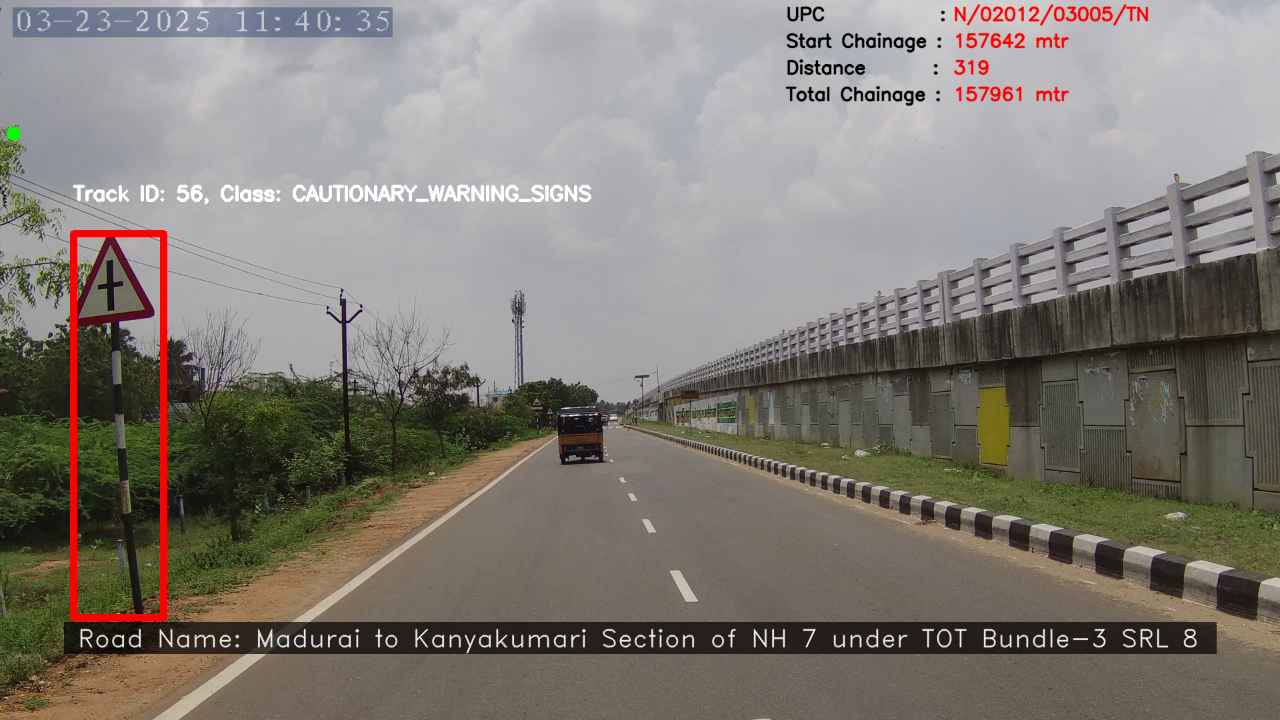 03-23-2025 11:40:35
UPC : N/02012/03005/TN
Start Chainage : 157642 mtr
Distance : 319
Total Chainage : 157961 mtr
Track ID: 56, Class: CAUTIONARY_WARNING_SIGNS
Road Name: Madurai to Kanyakumari Section of NH 7 under TOT Bundle-3 SRL 8